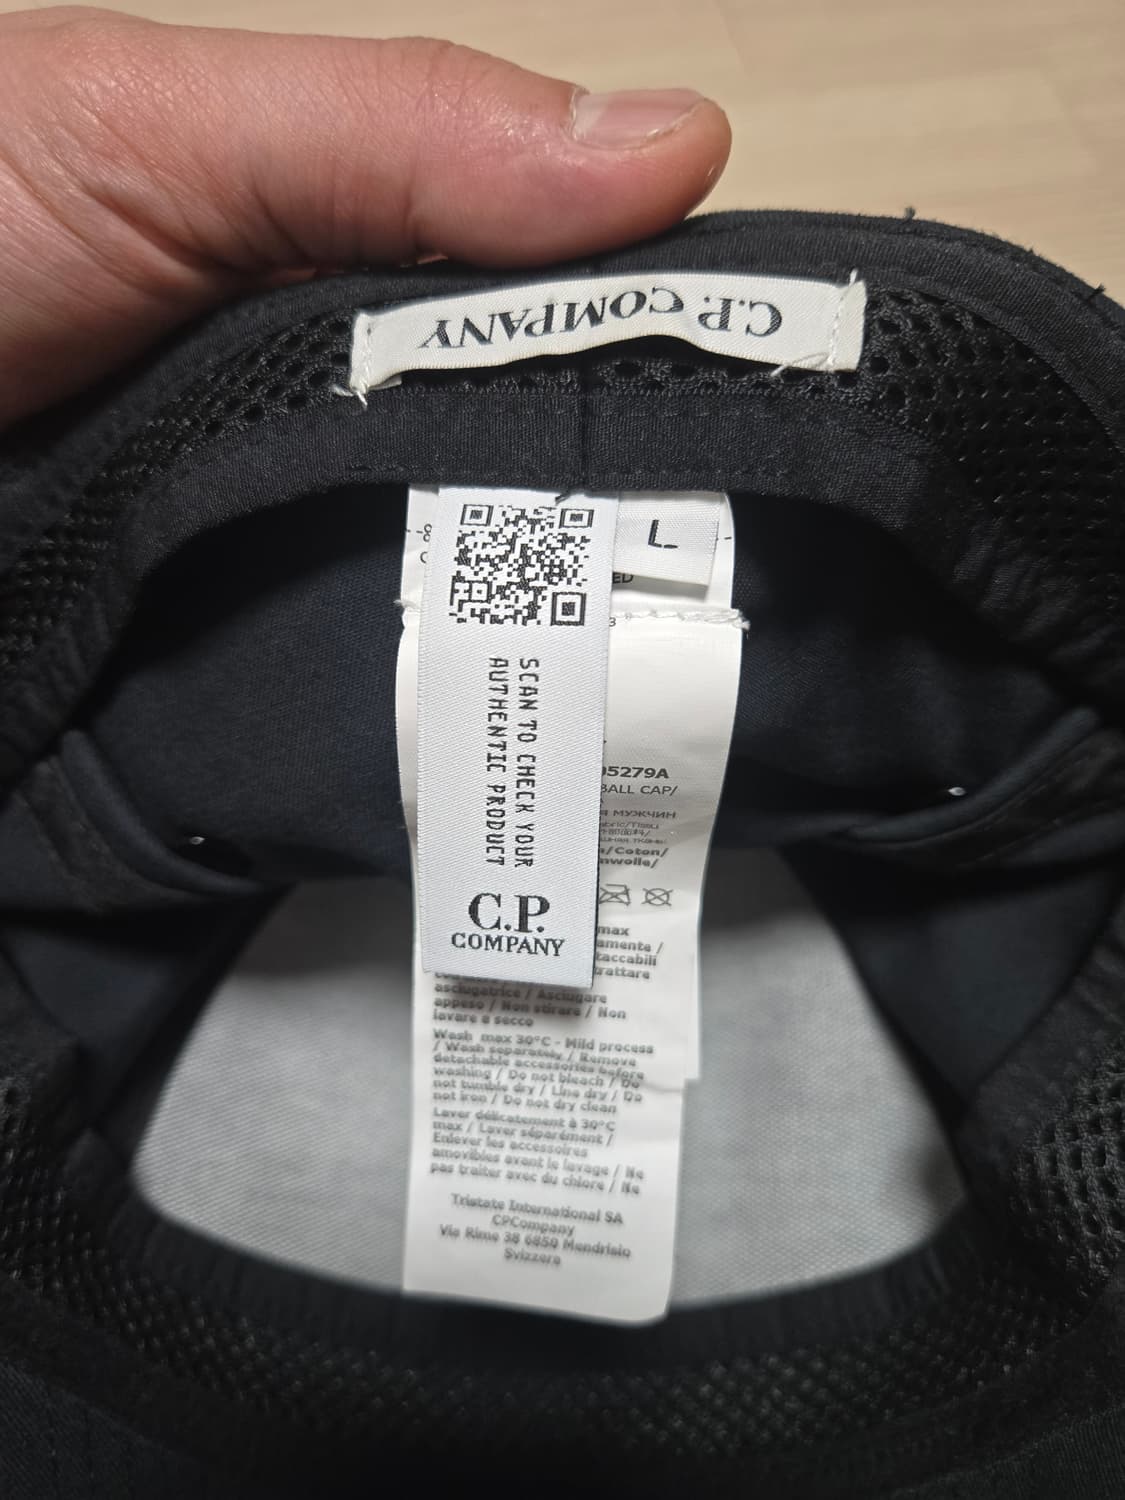 C.P. COMPANY
L
ED
3
SCAN TO CHECK YOUR
AUTHENTIC PRODUCT
C.P.
COMPANY
05279A
BALL CAP/
МУЖЧИН
/Coton/
max
taccabili
trattare
asciugatrice / Asciugare
appeso / Non stirare / Non
lavare a secco
Wash max 30°C - Mild process
/ Wash separately / Remove
detachable accessories before
washing / Do not bleach / Do
not tumble dry / Line dry / Do
not iron / Do not dry clean
Laver délicatement à 30°C
max / Laver séparément /
Enlever les accessoires
amovibles avant le lavage / Ne
pas traiter avec du chlore / Ne
Tristate International SA
CPCompany
Via Rime 38 6850 Mendrisio
Svizzera